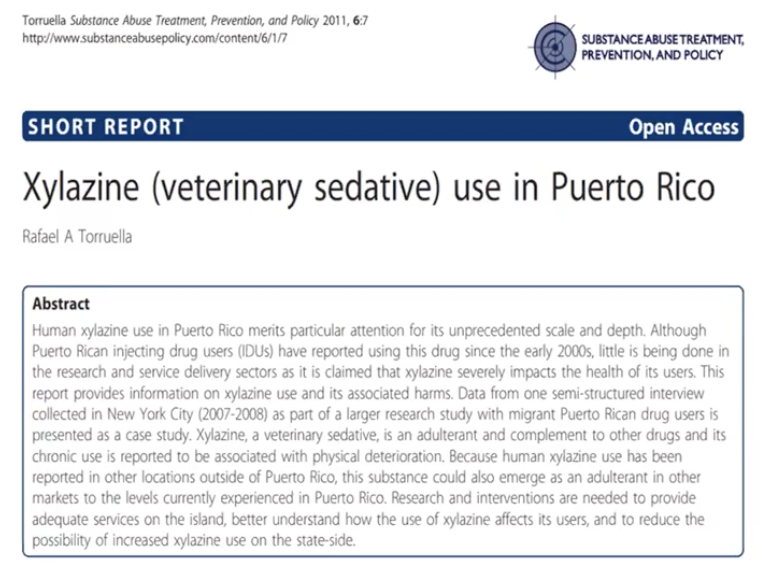 Torruella Substance Abuse Treatment, Prevention, and Policy 2011, 6:7
http://www.substanceabusepolicy.com/content/6/1/7
SUBSTANCE ABUSE TREATMENT,
PREVENTION, AND POLICY
SHORT REPORT Open Access
Xylazine (veterinary sedative) use in Puerto Rico
Rafael A Torruella
Abstract
Human xylazine use in Puerto Rico merits particular attention for its unprecedented scale and depth. Although
Puerto Rican injecting drug users (IDUs) have reported using this drug since the early 2000s, little is being done in
the research and service delivery sectors as it is claimed that xylazine severely impacts the health of its users. This
report provides information on xylazine use and its associated harms. Data from one semi-structured interview
collected in New York City (2007-2008) as part of a larger research study with migrant Puerto Rican drug users is
presented as a case study. Xylazine, a veterinary sedative, is an adulterant and complement to other drugs and its
chronic use is reported to be associated with physical deterioration. Because human xylazine use has been
reported in other locations outside of Puerto Rico, this substance could also emerge as an adulterant in other
markets to the levels currently experienced in Puerto Rico. Research and interventions are needed to provide
adequate services on the island, better understand how the use of xylazine affects its users, and to reduce the
possibility of increased xylazine use on the state-side.